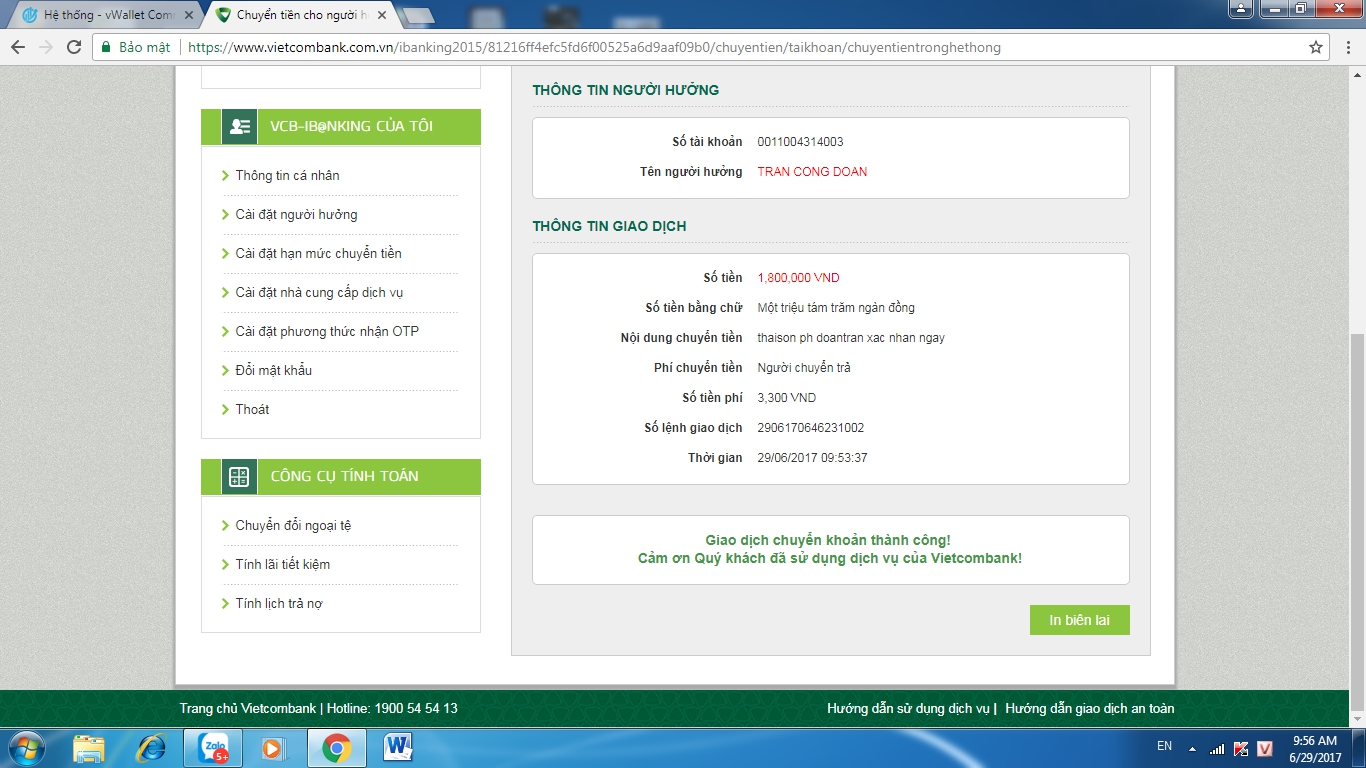 Hệ thống - vWallet Com
Chuyển tiền cho người h
Bảo mật
https://www.vietcombank.com.vn/ibanking2015/81216ff4efc5fd6f00525a6d9aaf09b0/chuyentien/taikhoan/chuyentientronghethong
VCB-IB@NKING CỦA TÔI
Thông tin cá nhân
Cài đặt người hưởng
Cài đặt hạn mức chuyển tiền
Cài đặt nhà cung cấp dịch vụ
Cài đặt phương thức nhận OTP
Đổi mật khẩu
Thoát
CÔNG CỤ TÍNH TOÁN
Chuyển đổi ngoại tệ
Tính lãi tiết kiệm
Tính lịch trả nợ
THÔNG TIN NGƯỜI HƯỞNG
Số tài khoản 0011004314003
Tên người hưởng TRAN CONG DOAN
THÔNG TIN GIAO DỊCH
Số tiền 1,800,000 VND
Số tiền bằng chữ Một triệu tám trăm ngàn đồng
Nội dung chuyển tiền thaison ph doantran xac nhan ngay
Phí chuyển tiền Người chuyển trả
Số tiền phí 3,300 VND
Số lệnh giao dịch 2906170646231002
Thời gian 29/06/2017 09:53:37
Giao dịch chuyển khoản thành công!
Cảm ơn Quý khách đã sử dụng dịch vụ của Vietcombank!
In biên lai
Trang chủ Vietcombank | Hotline: 1900 54 54 13
Hướng dẫn sử dụng dịch vụ | Hướng dẫn giao dịch an toàn
Zalo
5+
W
EN
V
9:56 AM
6/29/2017